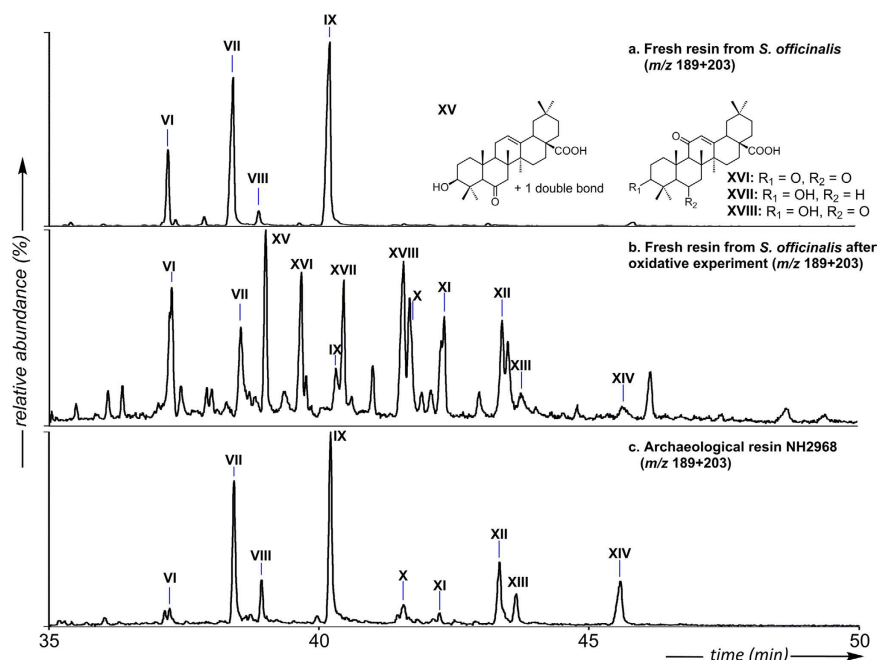 IX
a. Fresh resin from S. officinalis
(m/z 189+203)
VII
VI
VIII
XV
COOH
HO
O
+ 1 double bond
O
COOH
R1
R2
XVI: R1 = O, R2 = O
XVII: R1 = OH, R2 = H
XVIII: R1 = OH, R2 = O
b. Fresh resin from S. officinalis after
oxidative experiment (m/z 189+203)
VI
VII
XV
XVI
IX
XVII
XVIII
X
XI
XII
XIII
XIV
c. Archaeological resin NH2968
(m/z 189+203)
VI
VII
VIII
IX
X
XI
XII
XIII
XIV
relative abundance (%)
35
40
45
50
time (min)